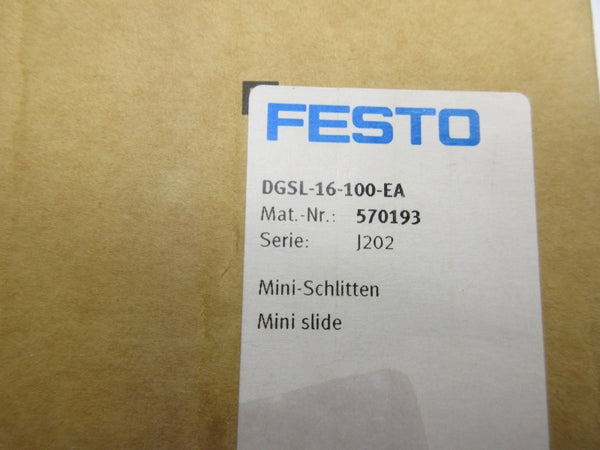 FESTO
DGSL-16-100-EA
Mat.-Nr.: 570193
Serie: J202
Mini-Schlitten
Mini slide